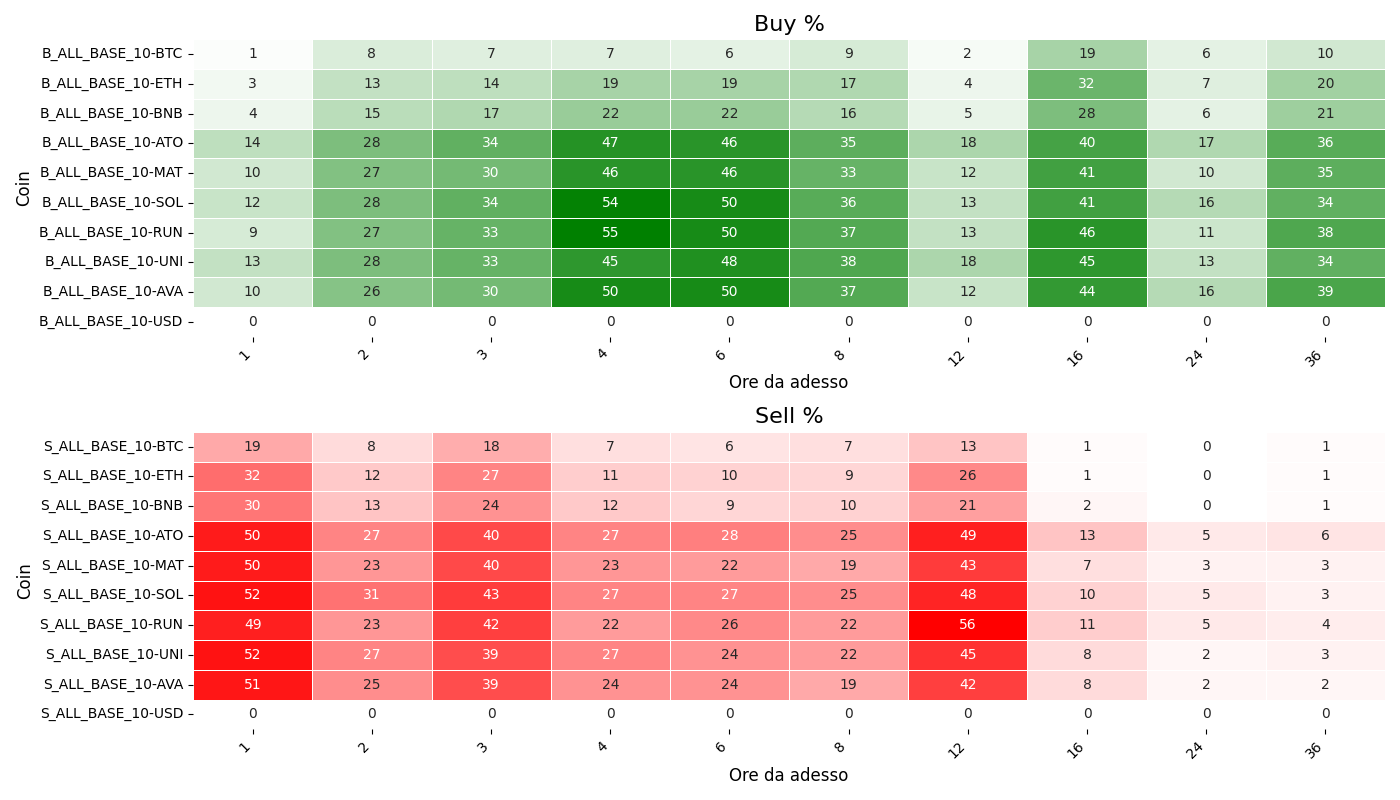 Buy %
Coin
B_ALL_BASE_10-BTC 1 8 7 7 6 9 2 19 6 10
B_ALL_BASE_10-ETH 3 13 14 19 19 17 4 32 7 20
B_ALL_BASE_10-BNB 4 15 17 22 22 16 5 28 6 21
B_ALL_BASE_10-ATO 14 28 34 47 46 35 18 40 17 36
B_ALL_BASE_10-MAT 10 27 30 46 46 33 12 41 10 35
B_ALL_BASE_10-SOL 12 28 34 54 50 36 13 41 16 34
B_ALL_BASE_10-RUN 9 27 33 55 50 37 13 46 11 38
B_ALL_BASE_10-UNI 13 28 33 45 48 38 18 45 13 34
B_ALL_BASE_10-AVA 10 26 30 50 50 37 12 44 16 39
B_ALL_BASE_10-USD 0 0 0 0 0 0 0 0 0 0
1 2 3 4 6 8 12 16 24 36
Ore da adesso
Sell %
Coin
S_ALL_BASE_10-BTC 19 8 18 7 6 7 13 1 0 1
S_ALL_BASE_10-ETH 32 12 27 11 10 9 26 1 0 1
S_ALL_BASE_10-BNB 30 13 24 12 9 10 21 2 0 1
S_ALL_BASE_10-ATO 50 27 40 27 28 25 49 13 5 6
S_ALL_BASE_10-MAT 50 23 40 23 22 19 43 7 3 3
S_ALL_BASE_10-SOL 52 31 43 27 27 25 48 10 5 3
S_ALL_BASE_10-RUN 49 23 42 22 26 22 56 11 5 4
S_ALL_BASE_10-UNI 52 27 39 27 24 22 45 8 2 3
S_ALL_BASE_10-AVA 51 25 39 24 24 19 42 8 2 2
S_ALL_BASE_10-USD 0 0 0 0 0 0 0 0 0 0
1 2 3 4 6 8 12 16 24 36
Ore da adesso